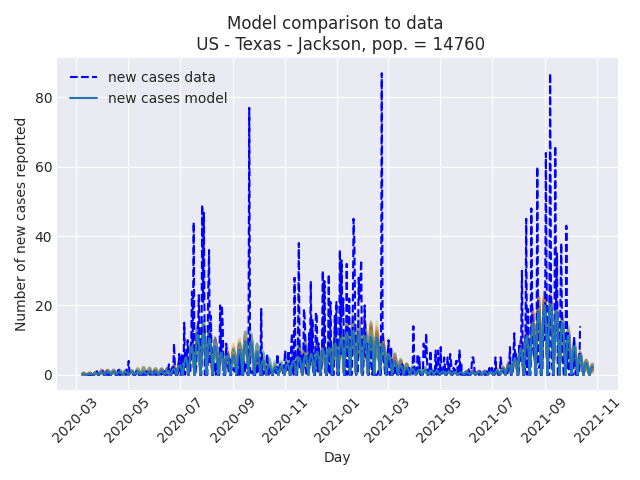 Model comparison to data
US - Texas - Jackson, pop. = 14760
new cases data
new cases model
Number of new cases reported
80
60
40
20
0
2020-03
2020-05
2020-07
2020-09
2020-11
2021-01
2021-03
2021-05
2021-07
2021-09
2021-11
Day